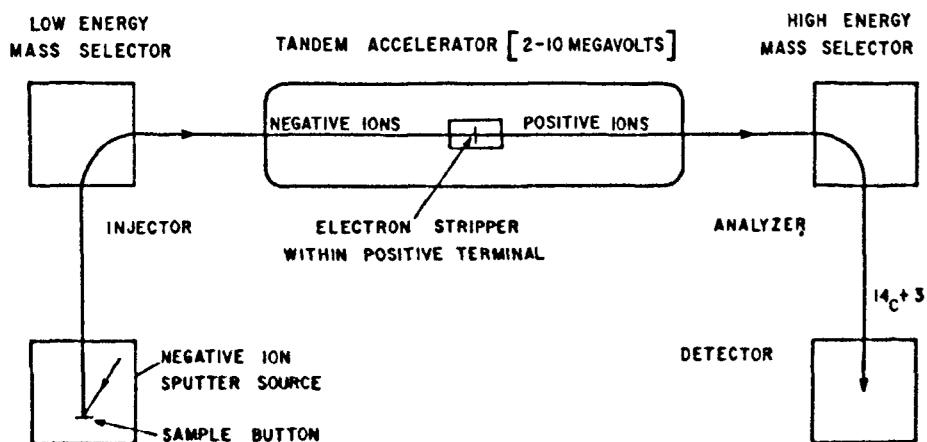 LOW ENERGY
MASS SELECTOR
TANDEM ACCELERATOR [2-10 MEGAVOLTS]
HIGH ENERGY
MASS SELECTOR
NEGATIVE IONS
POSITIVE IONS
INJECTOR
ELECTRON STRIPPER
WITHIN POSITIVE TERMINAL
ANALYZER
14C+3
NEGATIVE ION
SPUTTER SOURCE
SAMPLE BUTTON
DETECTOR